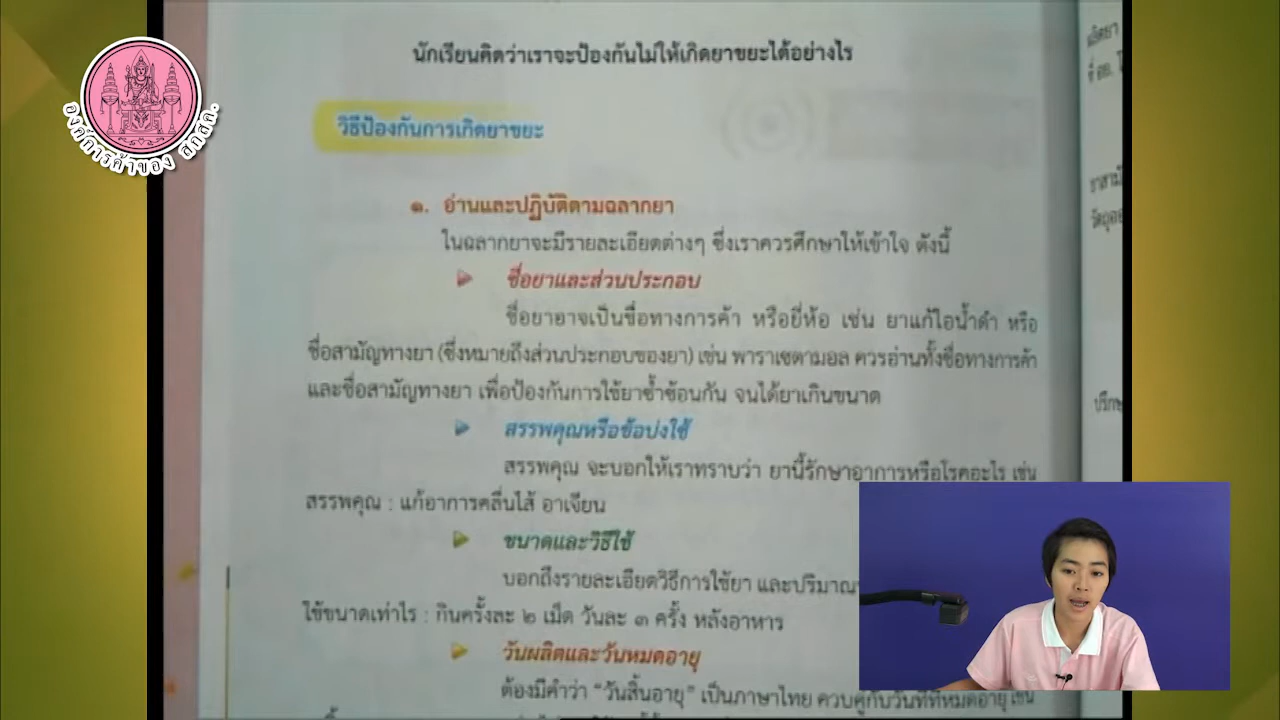 องค์การค้าของ สกสค.
นักเรียนคิดว่าเราจะป้องกันไม่ให้เกิดยาขยะได้อย่างไร
วิธีป้องกันการเกิดยาขยะ
๑. อ่านและปฏิบัติตามฉลากยา
ในฉลากยาจะมีรายละเอียดต่างๆ ซึ่งเราควรศึกษาให้เข้าใจ ดังนี้
ชื่อยาและส่วนประกอบ
ชื่อยาอาจเป็นชื่อทางการค้า หรือยี่ห้อ เช่น ยาแก้ไอน้ำดำ หรือ
ชื่อสามัญทางยา (ซึ่งหมายถึงส่วนประกอบของยา) เช่น พาราเซตามอล ควรอ่านทั้งชื่อทางการค้า
และชื่อสามัญทางยา เพื่อป้องกันการใช้ยาซ้ำซ้อนกัน จนได้ยาเกินขนาด
สรรพคุณหรือข้อบ่งใช้
สรรพคุณ จะบอกให้เราทราบว่า ยานี้รักษาอาการหรือโรคอะไร เช่น
สรรพคุณ : แก้อาการคลื่นไส้ อาเจียน
ขนาดและวิธีใช้
บอกถึงรายละเอียดวิธีการใช้ยา และปริมาณ
ใช้ขนาดเท่าไร : กินครั้งละ ๒ เม็ด วันละ ๓ ครั้ง หลังอาหาร
วันผลิตและวันหมดอายุ
ต้องมีคำว่า “วันสิ้นอายุ” เป็นภาษาไทย ควบคู่กับวันที่ที่หมดอายุ เช่น